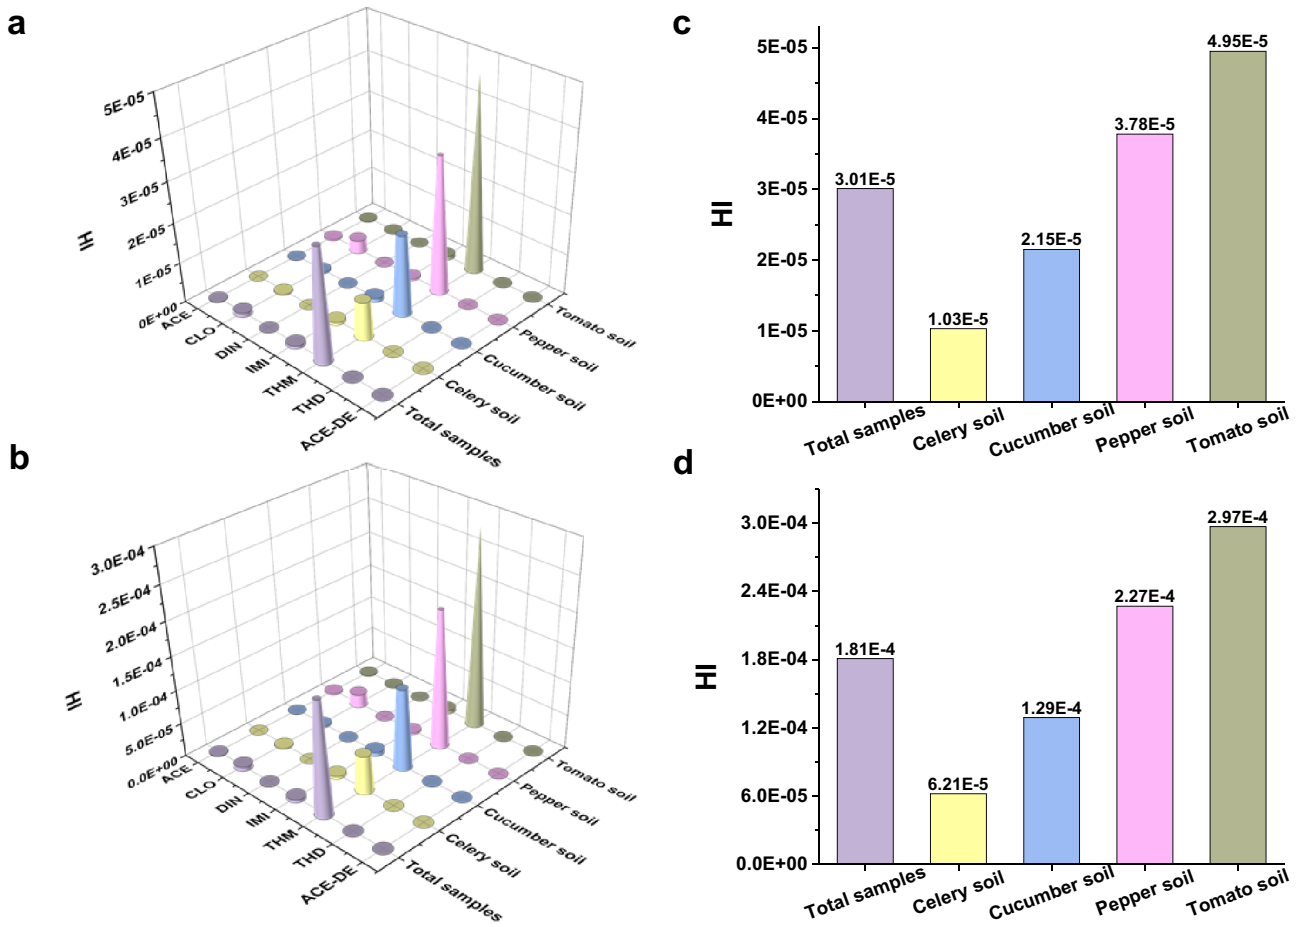 a
5E-05
4E-05
3E-05
2E-05
1E-05
0E+00
HI
ACE
CLO
DIN
IMI
THM
THD
ACE-DE
Total samples
Celery soil
Cucumber soil
Pepper soil
Tomato soil
c
5E-05
4E-05
3E-05
2E-05
1E-05
0E+00
HI
3.01E-5
1.03E-5
2.15E-5
3.78E-5
4.95E-5
Total samples
Celery soil
Cucumber soil
Pepper soil
Tomato soil
b
3.0E-04
2.5E-04
2.0E-04
1.5E-04
1.0E-04
5.0E-05
0.0E+00
HI
ACE
CLO
DIN
IMI
THM
THD
ACE-DE
Total samples
Celery soil
Cucumber soil
Pepper soil
Tomato soil
d
3.0E-04
2.4E-04
1.8E-04
1.2E-04
6.0E-05
0.0E+00
HI
1.81E-4
6.21E-5
1.29E-4
2.27E-4
2.97E-4
Total samples
Celery soil
Cucumber soil
Pepper soil
Tomato soil